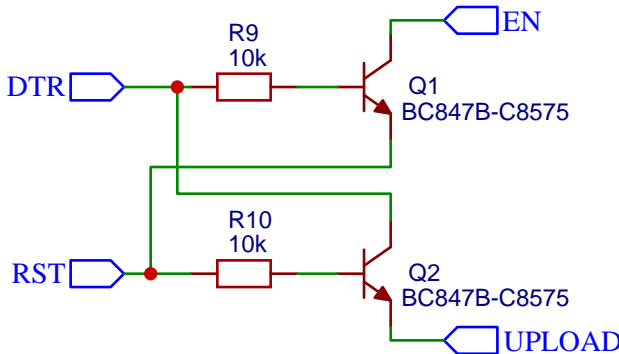 EN
R9
10k
DTR
Q1
BC847B-C8575
R10
10k
RST
Q2
BC847B-C8575
UPLOAD